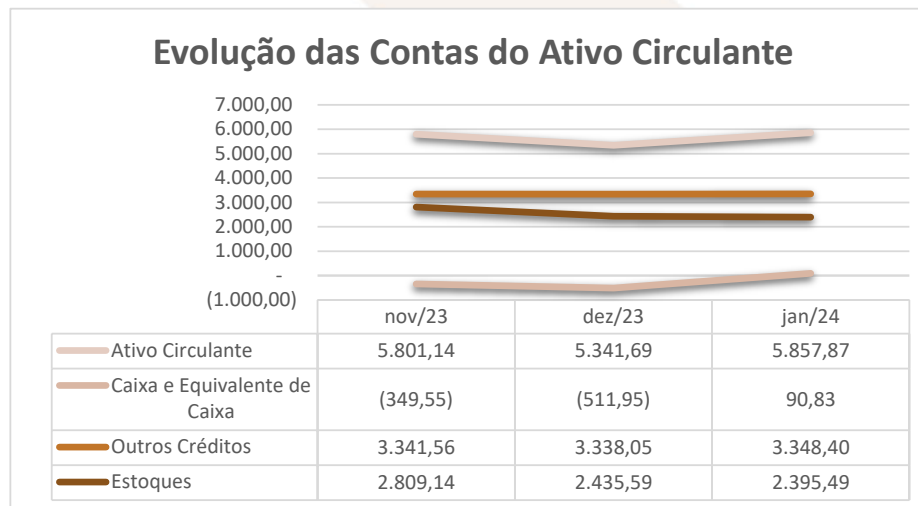 Evolução das Contas do Ativo Circulante
7.000,00
6.000,00
5.000,00
4.000,00
3.000,00
2.000,00
1.000,00
-
(1.000,00)
nov/23 dez/23 jan/24
Ativo Circulante 5.801,14 5.341,69 5.857,87
Caixa e Equivalente de
Caixa (349,55) (511,95) 90,83
Outros Créditos 3.341,56 3.338,05 3.348,40
Estoques 2.809,14 2.435,59 2.395,49